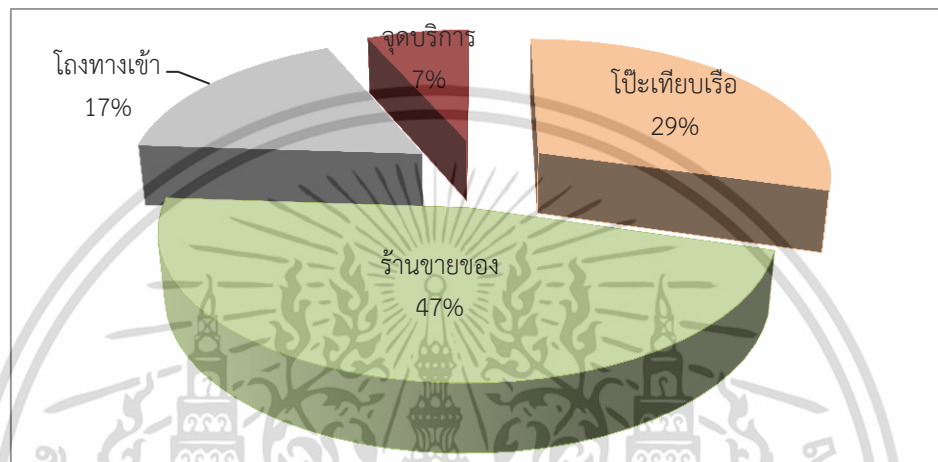 จุดบริการ
7%
โถงทางเข้า
17%
โป๊ะเทียบเรือ
29%
ร้านขายของ
47%